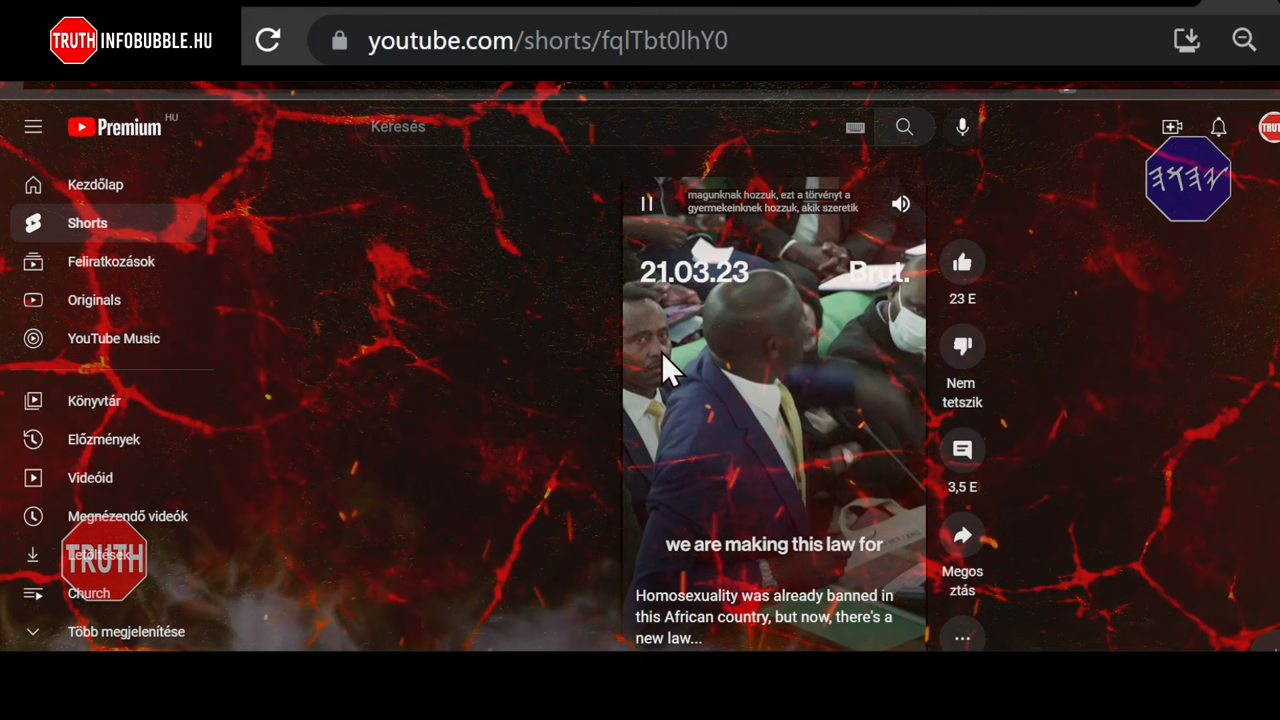 TRUTH INFOBUBBLE.HU
youtube.com/shorts/fqlTbt0lhY0
Premium HU
Keresés
TRUTH
𐤉𐤄𐤅𐤄
Kezdőlap
Shorts
Feliratkozások
Originals
YouTube Music
Könyvtár
Előzmények
Videóid
Megnézendő videók
Letöltések
TRUTH
Church
Több megjelenítése
magunknak hozzuk, ezt a törvényt a
gyermekeinknek hozzuk, akik szeretik
21.03.23
Brut.
we are making this law for
Homosexuality was already banned in
this African country, but now, there's a
new law...
23 E
Nem
tetszik
3,5 E
Megos
ztás